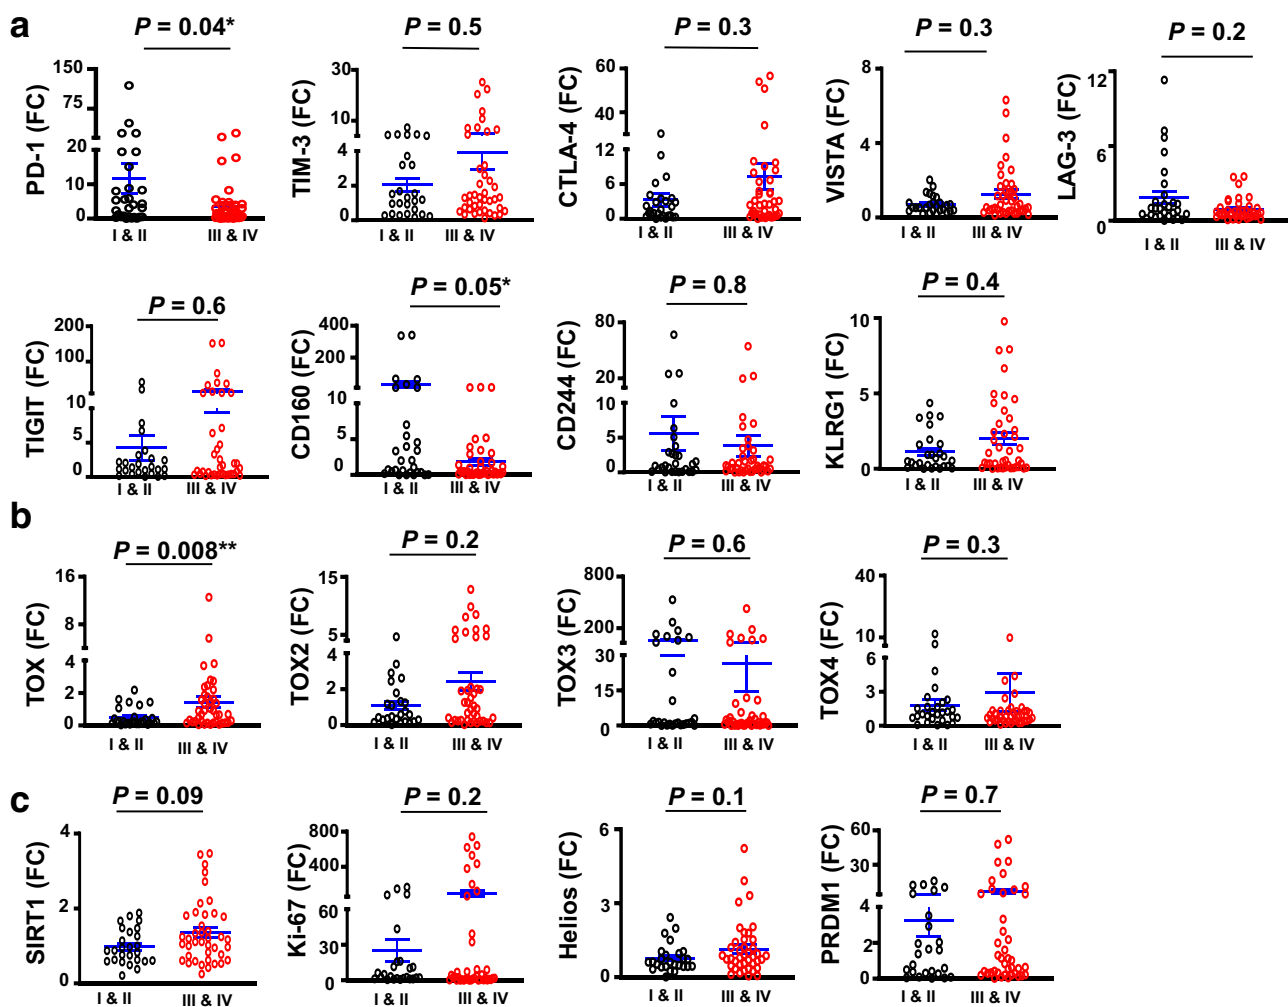 a
P = 0.04*
P = 0.5
P = 0.3
P = 0.3
P = 0.2
PD-1 (FC)
150
75
20
10
0
I & II
III & IV
TIM-3 (FC)
30
10
4
2
0
I & II
III & IV
CTLA-4 (FC)
60
40
20
12
6
0
I & II
III & IV
VISTA (FC)
8
4
0
I & II
III & IV
LAG-3 (FC)
12
6
0
I & II
III & IV
P = 0.6
P = 0.05*
P = 0.8
P = 0.4
TIGIT (FC)
200
100
10
5
0
I & II
III & IV
CD160 (FC)
400
200
10
5
0
I & II
III & IV
CD244 (FC)
80
20
10
5
0
I & II
III & IV
KLRG1 (FC)
10
5
0
I & II
III & IV
b
P = 0.008**
P = 0.2
P = 0.6
P = 0.3
TOX (FC)
16
8
4
2
0
I & II
III & IV
TOX2 (FC)
15
5
4
2
0
I & II
III & IV
TOX3 (FC)
800
200
30
15
0
I & II
III & IV
TOX4 (FC)
40
10
6
3
0
I & II
III & IV
c
P = 0.09
P = 0.2
P = 0.1
P = 0.7
SIRT1 (FC)
4
2
0
I & II
III & IV
Ki-67 (FC)
800
400
60
30
0
I & II
III & IV
Helios (FC)
6
3
0
I & II
III & IV
PRDM1 (FC)
60
30
4
2
0
I & II
III & IV